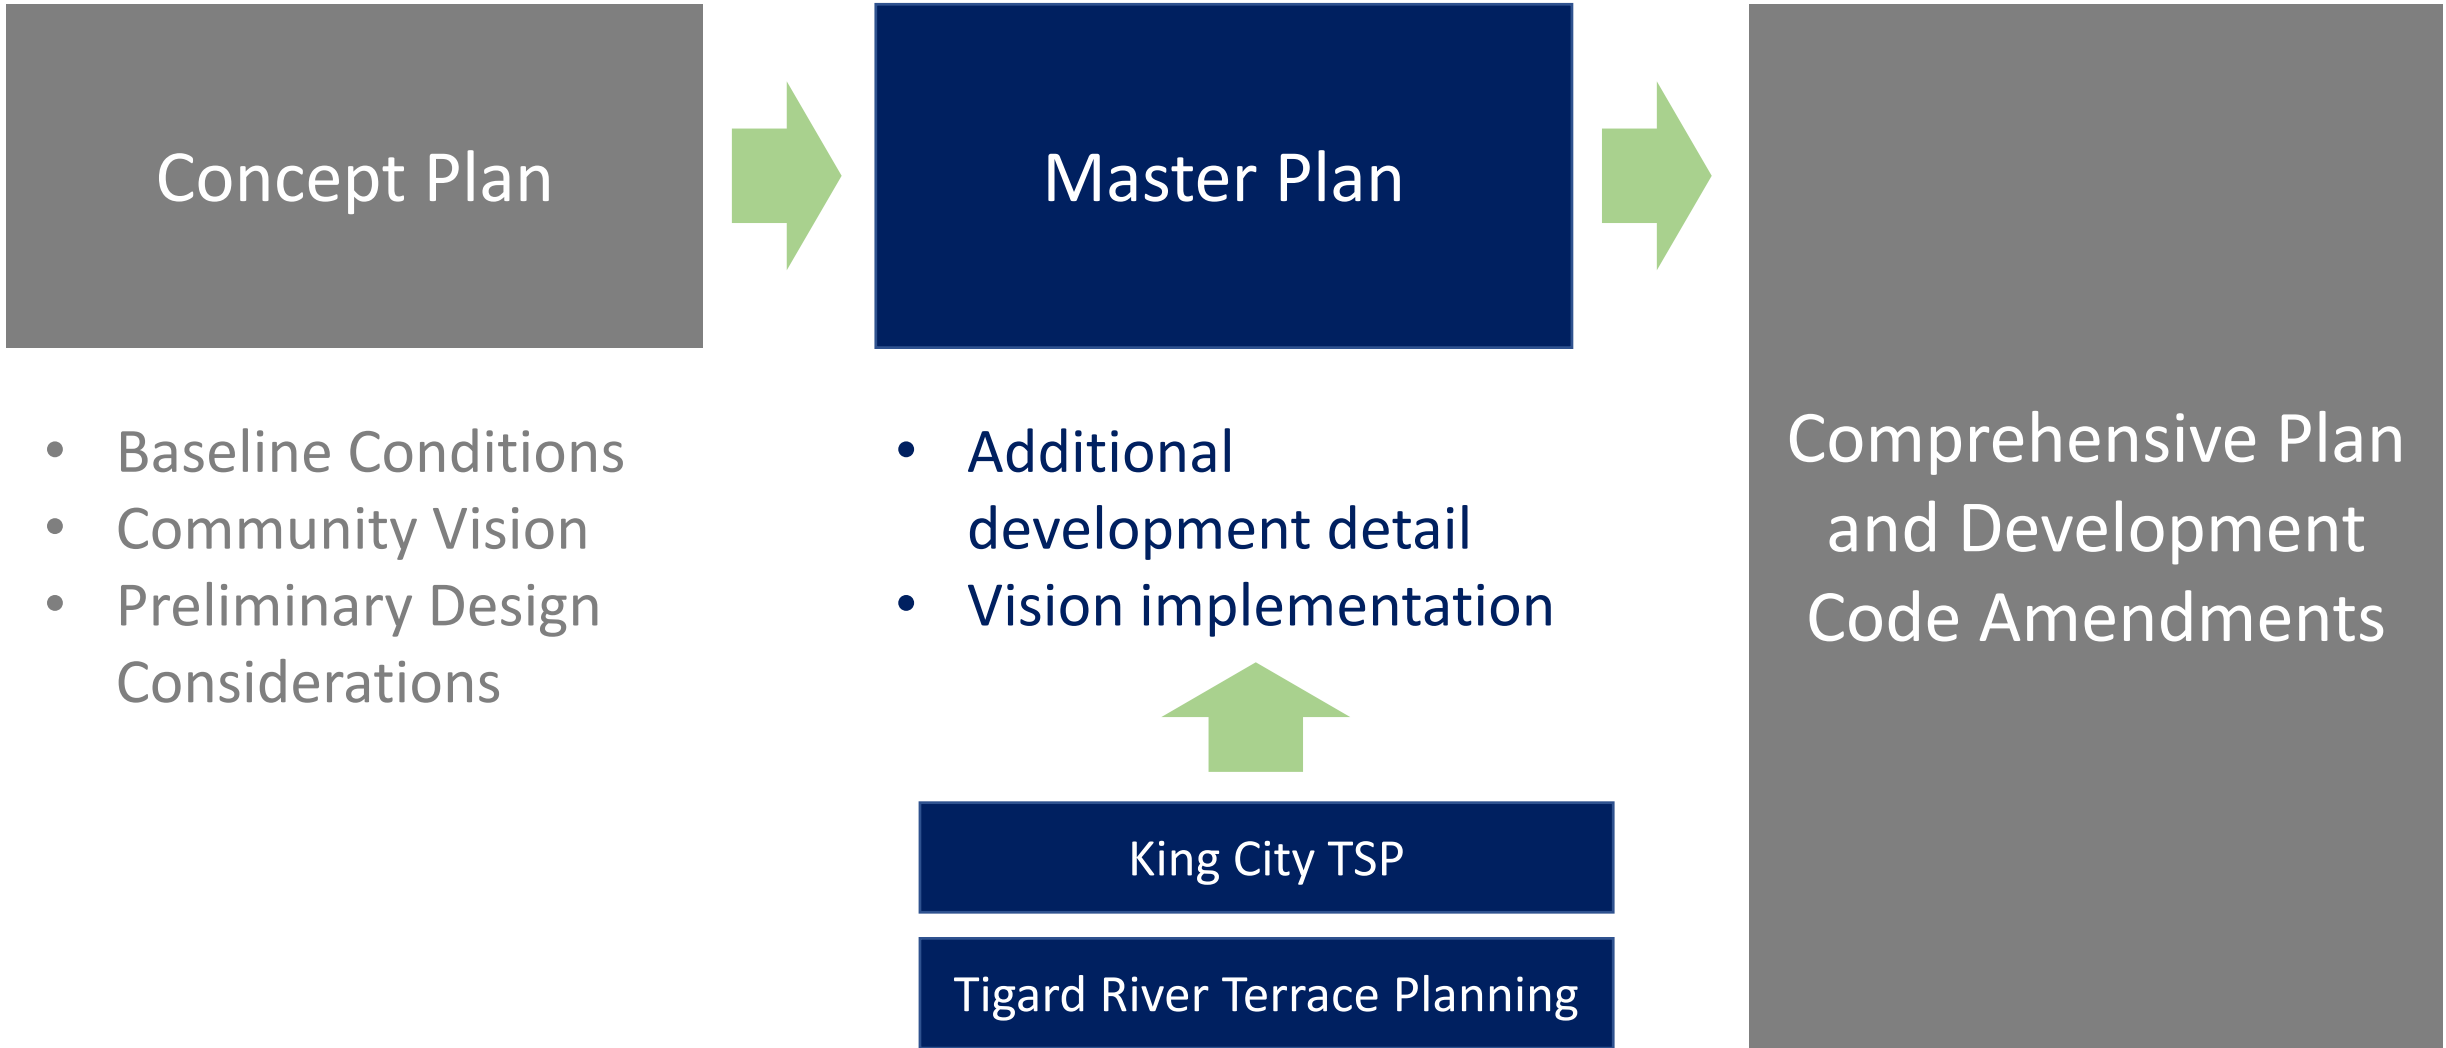 Concept Plan
• Baseline Conditions
• Community Vision
• Preliminary Design
Considerations
Master Plan
• Additional
development detail
• Vision implementation
King City TSP
Tigard River Terrace Planning
Comprehensive Plan
and Development
Code Amendments